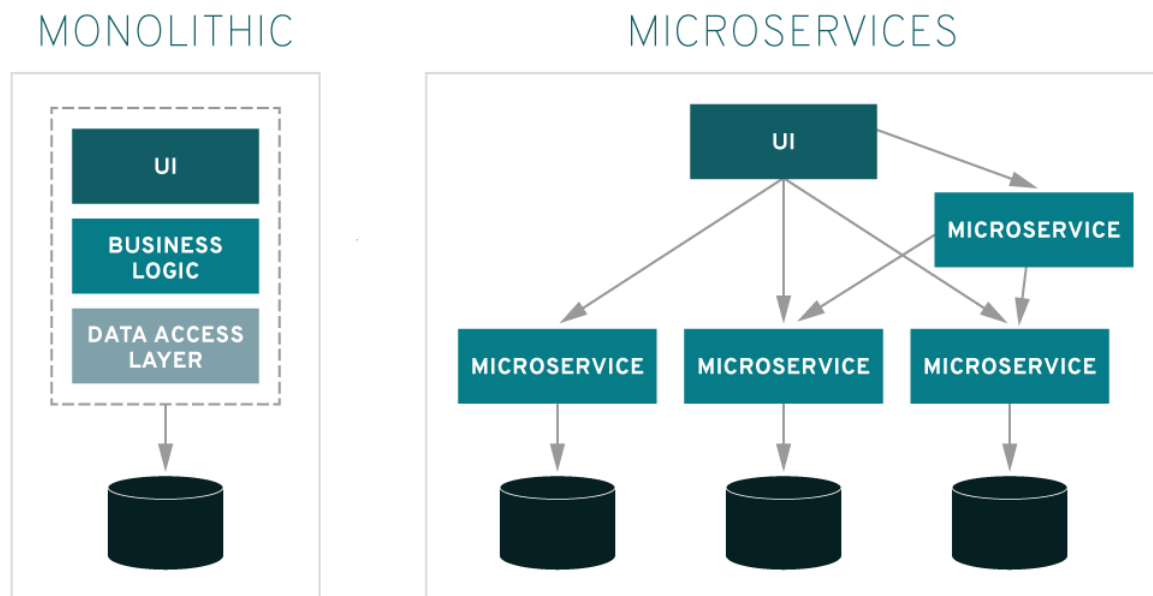 MONOLITHIC
UI
BUSINESS
LOGIC
DATA ACCESS
LAYER
MICROSERVICES
UI
MICROSERVICE
MICROSERVICE
MICROSERVICE
MICROSERVICE